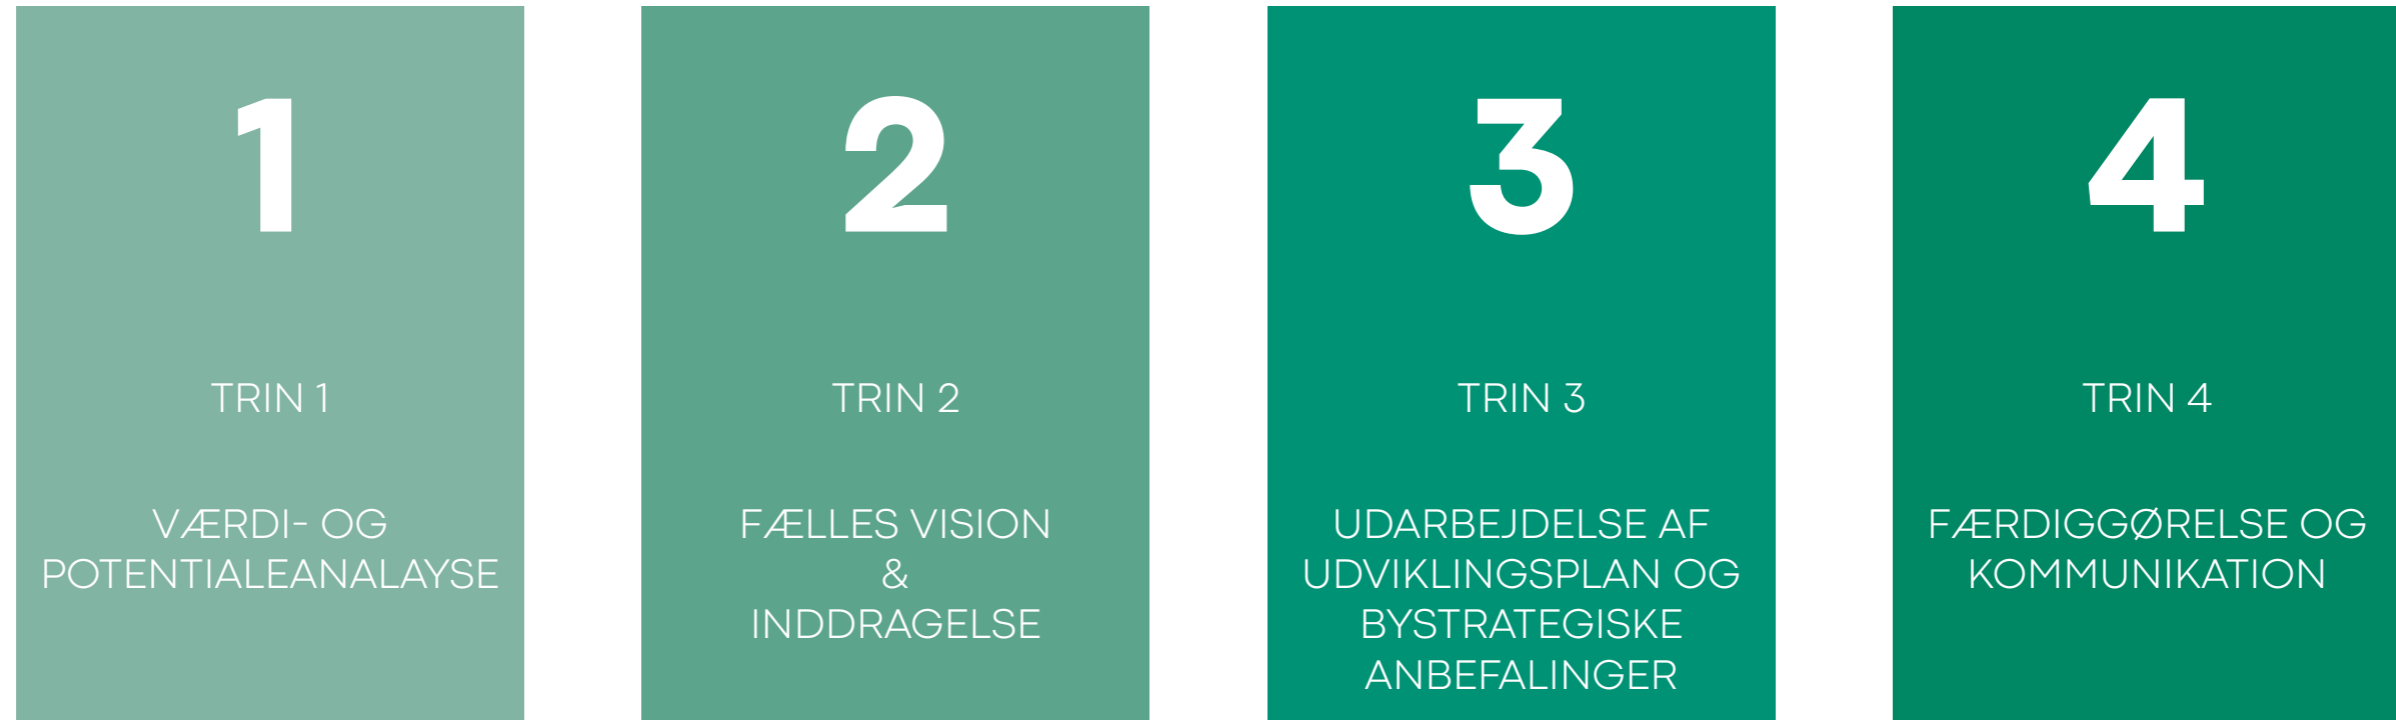 1
TRIN 1
VÆRDI- OG
POTENTIALEANALAYSE
2
TRIN 2
FÆLLES VISION
&
INDDRAGELSE
3
TRIN 3
UDARBEJDELSE AF
UDVIKLINGSPLAN OG
BYSTRATEGISKE
ANBEFALINGER
4
TRIN 4
FÆRDIGGØRELSE OG
KOMMUNIKATION